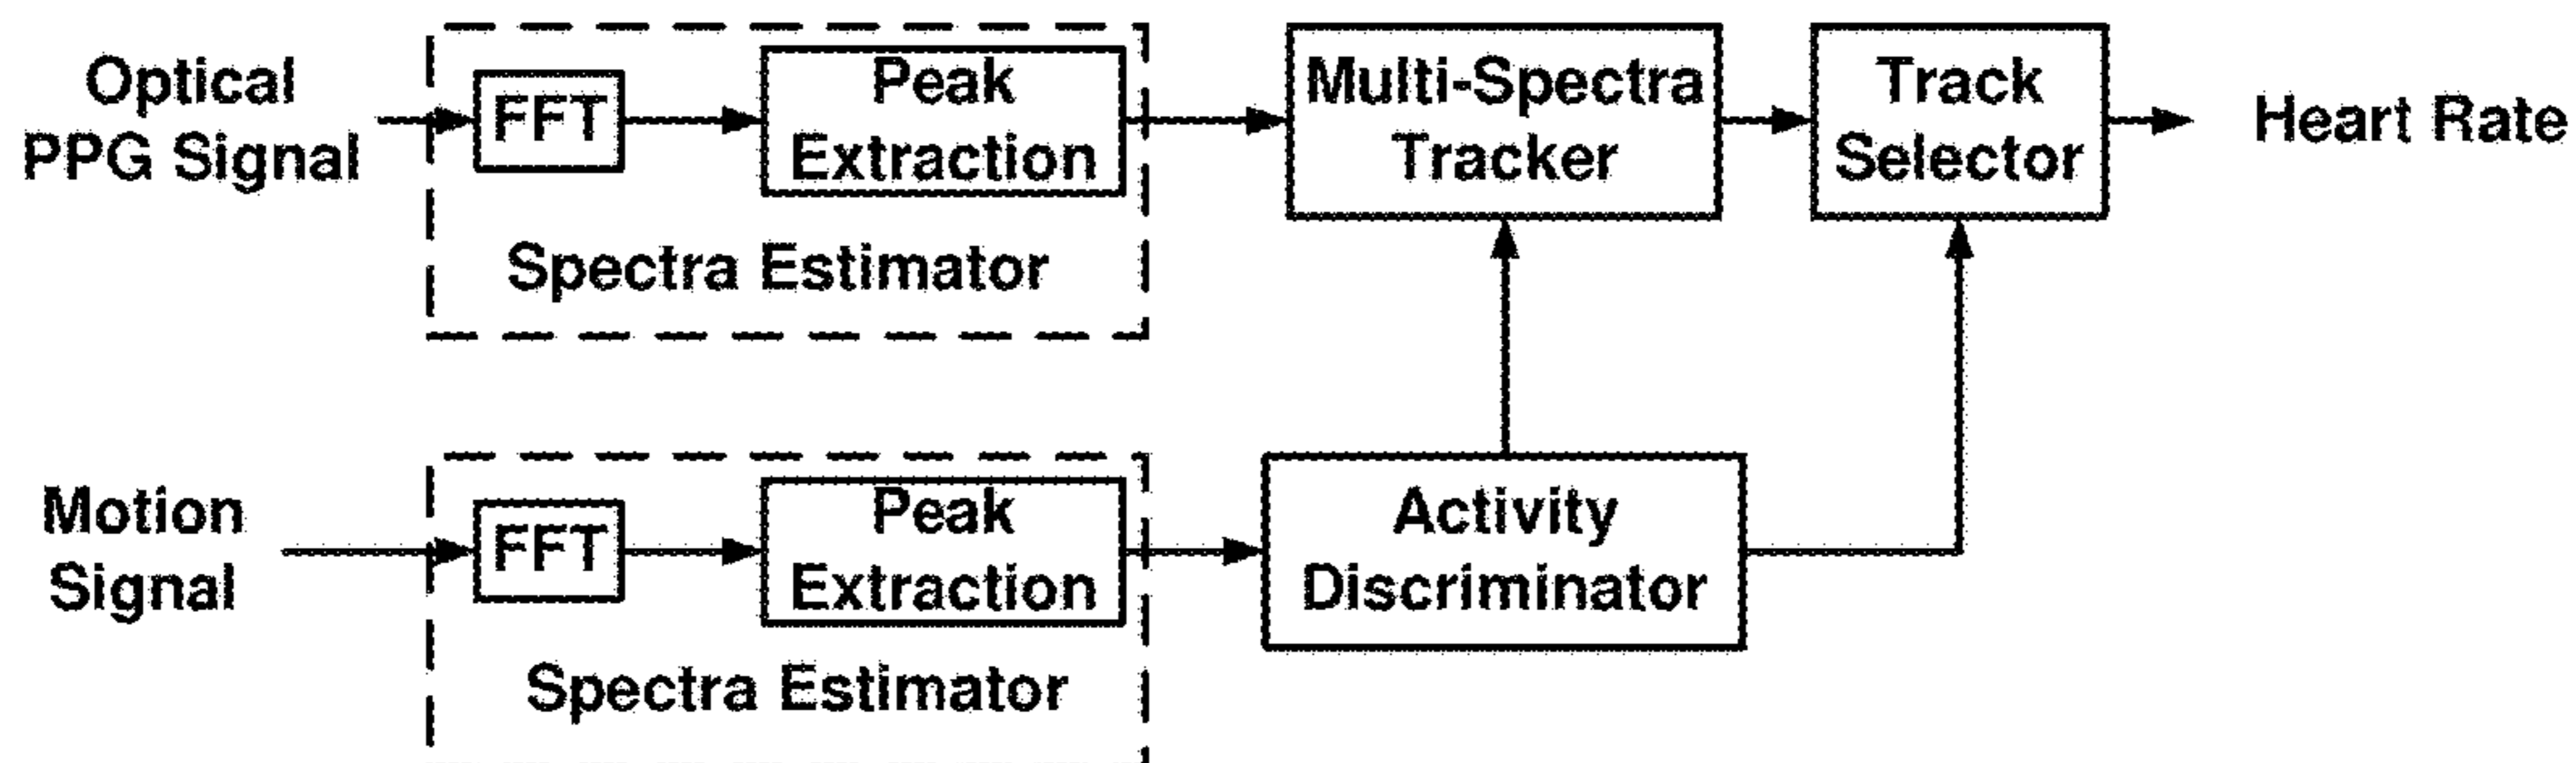 Optical
PPG Signal
FFT
Peak
Extraction
Spectra Estimator
Multi-Spectra
Tracker
Track
Selector
Heart Rate
Motion
Signal
FFT
Peak
Extraction
Spectra Estimator
Activity
Discriminator